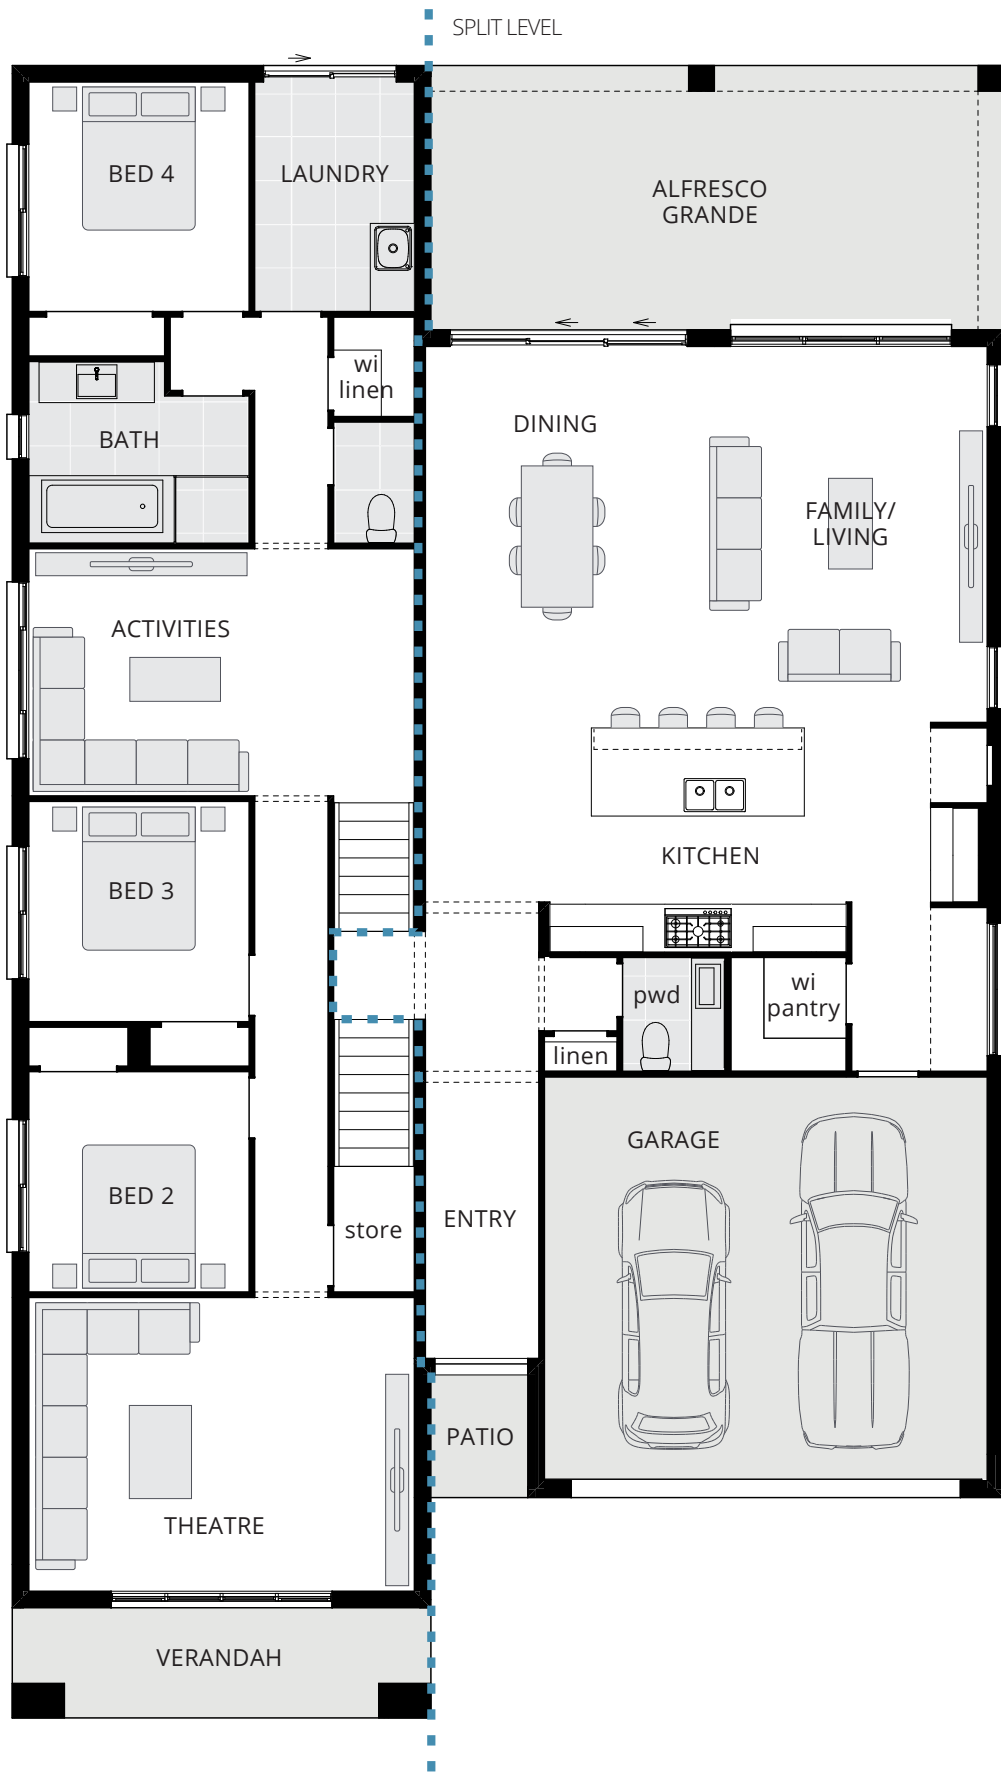 SPLIT LEVEL
BED 4
LAUNDRY
ALFRESCO
GRANDE
wi
linen
DINING
BATH
FAMILY/
LIVING
ACTIVITIES
KITCHEN
BED 3
pwd
wi
pantry
linen
GARAGE
BED 2
store
ENTRY
PATIO
THEATRE
VERANDAH